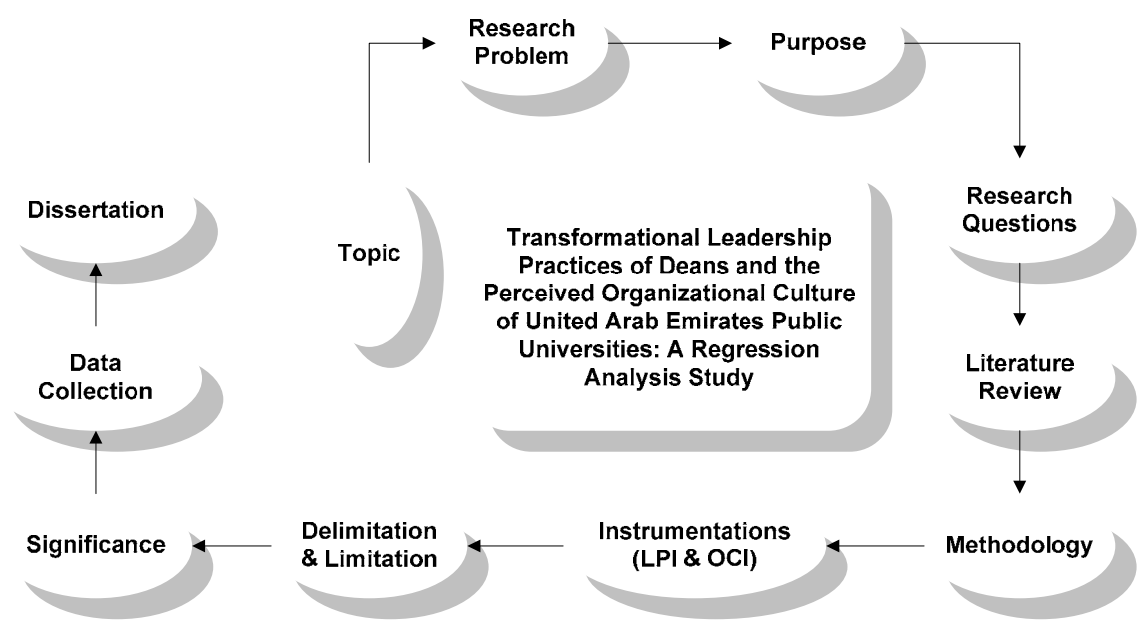 Research
Problem
Purpose
Research
Questions
Literature
Review
Methodology
Instrumentations
(LPI & OCI)
Delimitation
& Limitation
Significance
Data
Collection
Dissertation
Topic
Transformational Leadership
Practices of Deans and the
Perceived Organizational Culture
of United Arab Emirates Public
Universities: A Regression
Analysis Study